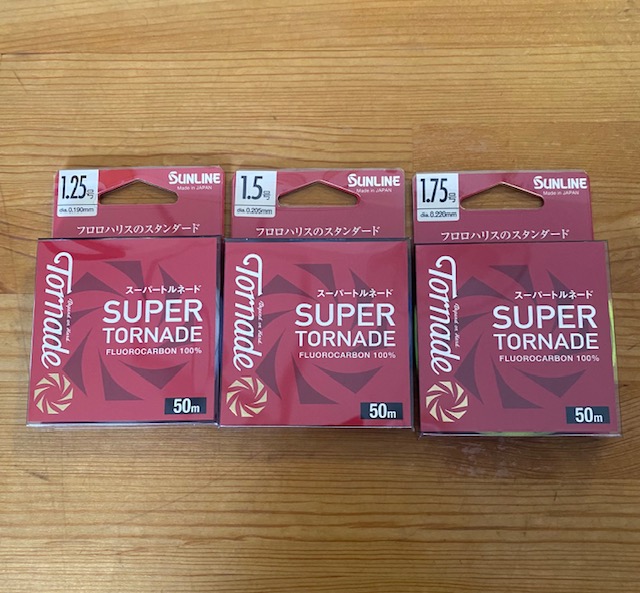 1.25号
dia.0.190mm
SUNLINE
Made in JAPAN
フロロハリスのスタンダード
Tornade
スーパートルネード
SUPER
TORNADE
FLUOROCARBON 100%
50m
1.5号
dia.0.205mm
SUNLINE
Made in JAPAN
フロロハリスのスタンダード
Tornade
スーパートルネード
SUPER
TORNADE
FLUOROCARBON 100%
50m
1.75号
dia.0.220mm
SUNLINE
Made in JAPAN
フロロハリスのスタンダード
Tornade
スーパートルネード
SUPER
TORNADE
FLUOROCARBON 100%
50m